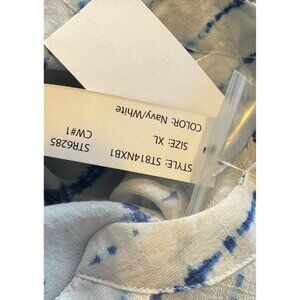 STYLE: ST814NXB1
SIZE: XL
COLOR: Navy/White
STR6285
CW#1